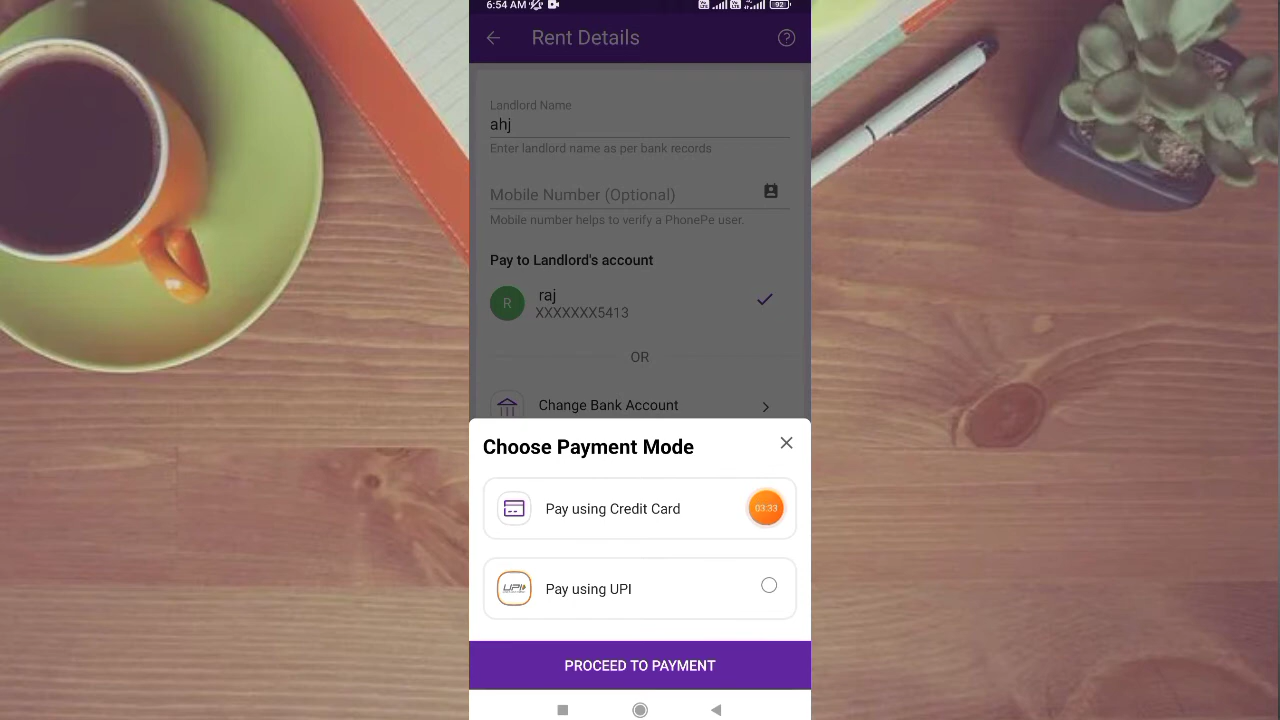 6:54 AM
92
Rent Details
Landlord Name
ahj
Enter landlord name as per bank records
Mobile Number (Optional)
Mobile number helps to verify a PhonePe user.
Pay to Landlord's account
R
raj
XXXXXXX5413
OR
Change Bank Account
Choose Payment Mode
Pay using Credit Card
03:33
UPI
Pay using UPI
PROCEED TO PAYMENT